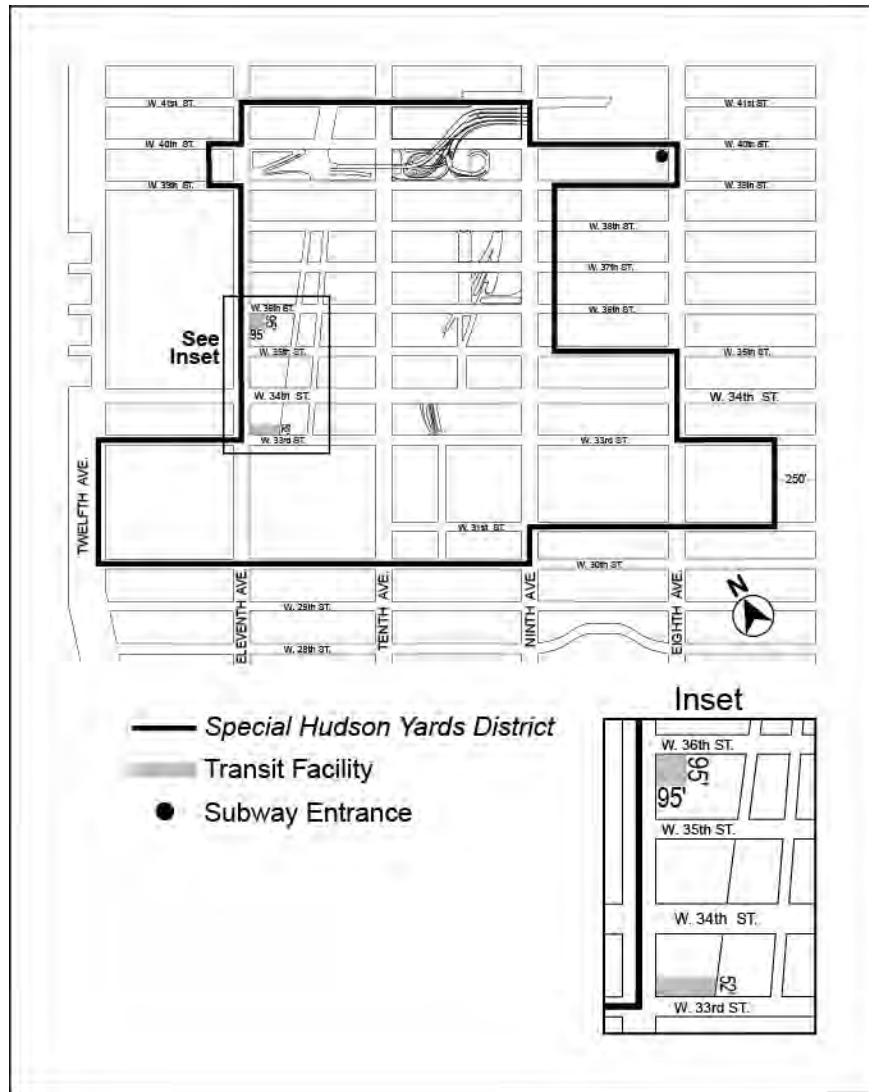 W. 41st ST.
W. 41st ST.
W. 40th ST.
W. 40th ST.
W. 39th ST.
W. 39th ST.
W. 38th ST.
W. 37th ST.
W. 36th ST.
W. 36th ST.
95'
95'
See
Inset
W. 35th ST.
W. 35th ST.
W. 34th ST.
W. 34th ST.
W. 33rd ST.
W. 33rd ST.
250'
TWELFTH AVE.
W. 31st ST.
W. 30th ST.
ELEVENTH AVE.
TENTH AVE.
NINTH AVE.
EIGHTH AVE.
N
W. 29th ST.
W. 28th ST.
Special Hudson Yards District
Transit Facility
Subway Entrance
Inset
W. 36th ST.
95'
95'
W. 35th ST.
W. 34th ST.
52'
W. 33rd ST.